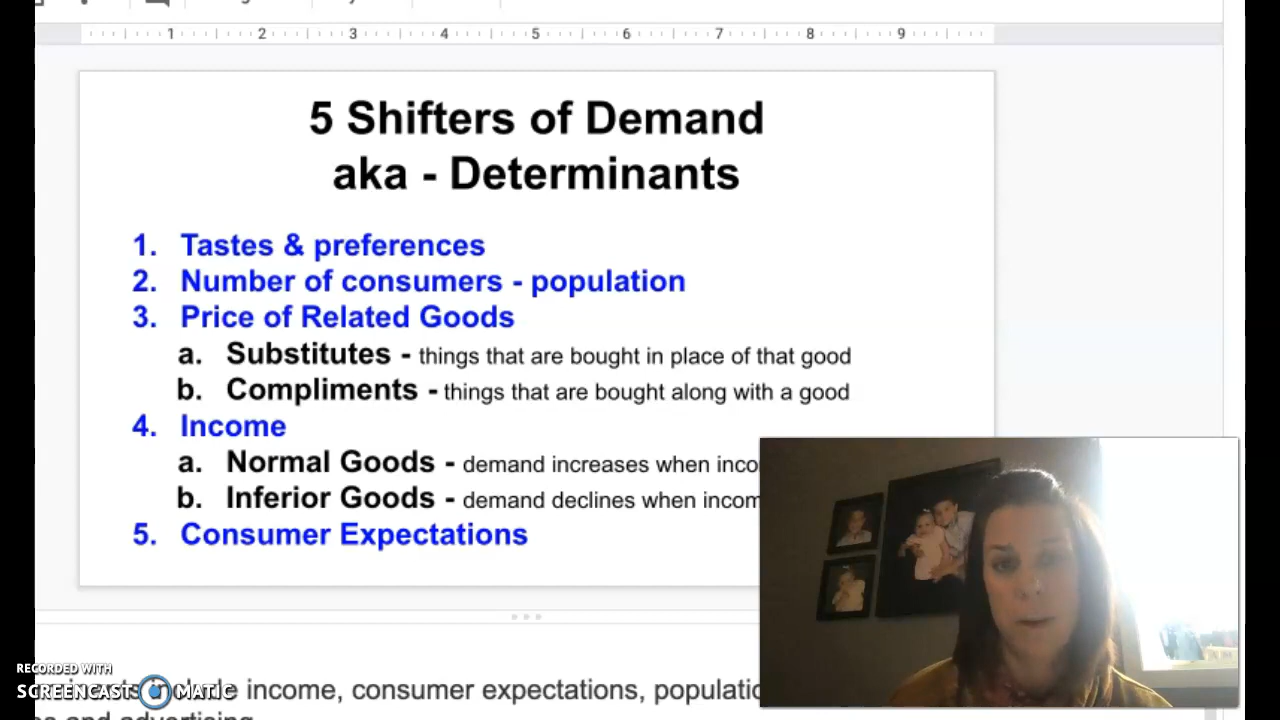 1 2 3 4 5 6 7 8 9
5 Shifters of Demand
aka - Determinants
1. Tastes & preferences
2. Number of consumers - population
3. Price of Related Goods
a. Substitutes - things that are bought in place of that good
b. Compliments - things that are bought along with a good
4. Income
a. Normal Goods - demand increases when inco
b. Inferior Goods - demand declines when incom
5. Consumer Expectations
RECORDED WITH
SCREENCAST MATIC
income, consumer expectations, populatio
and advertising